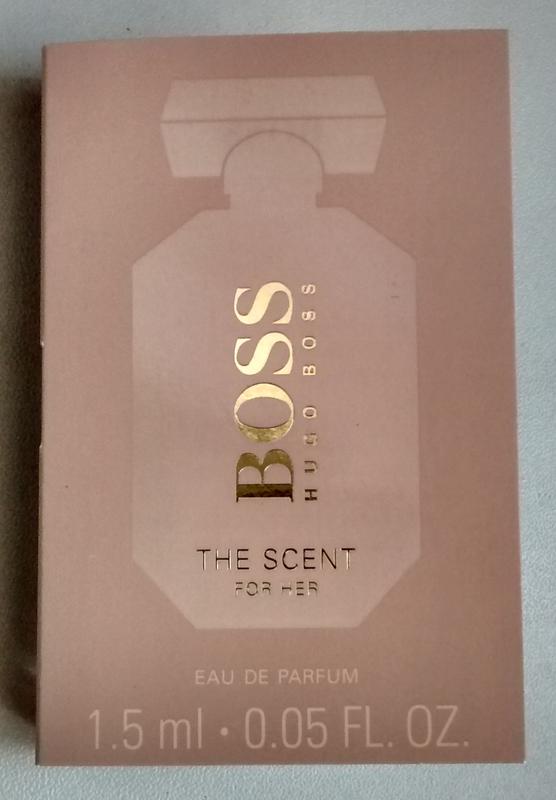 BOSS
HUGO BOSS
THE SCENT
FOR HER
EAU DE PARFUM
1.5 ml • 0.05 FL. OZ.